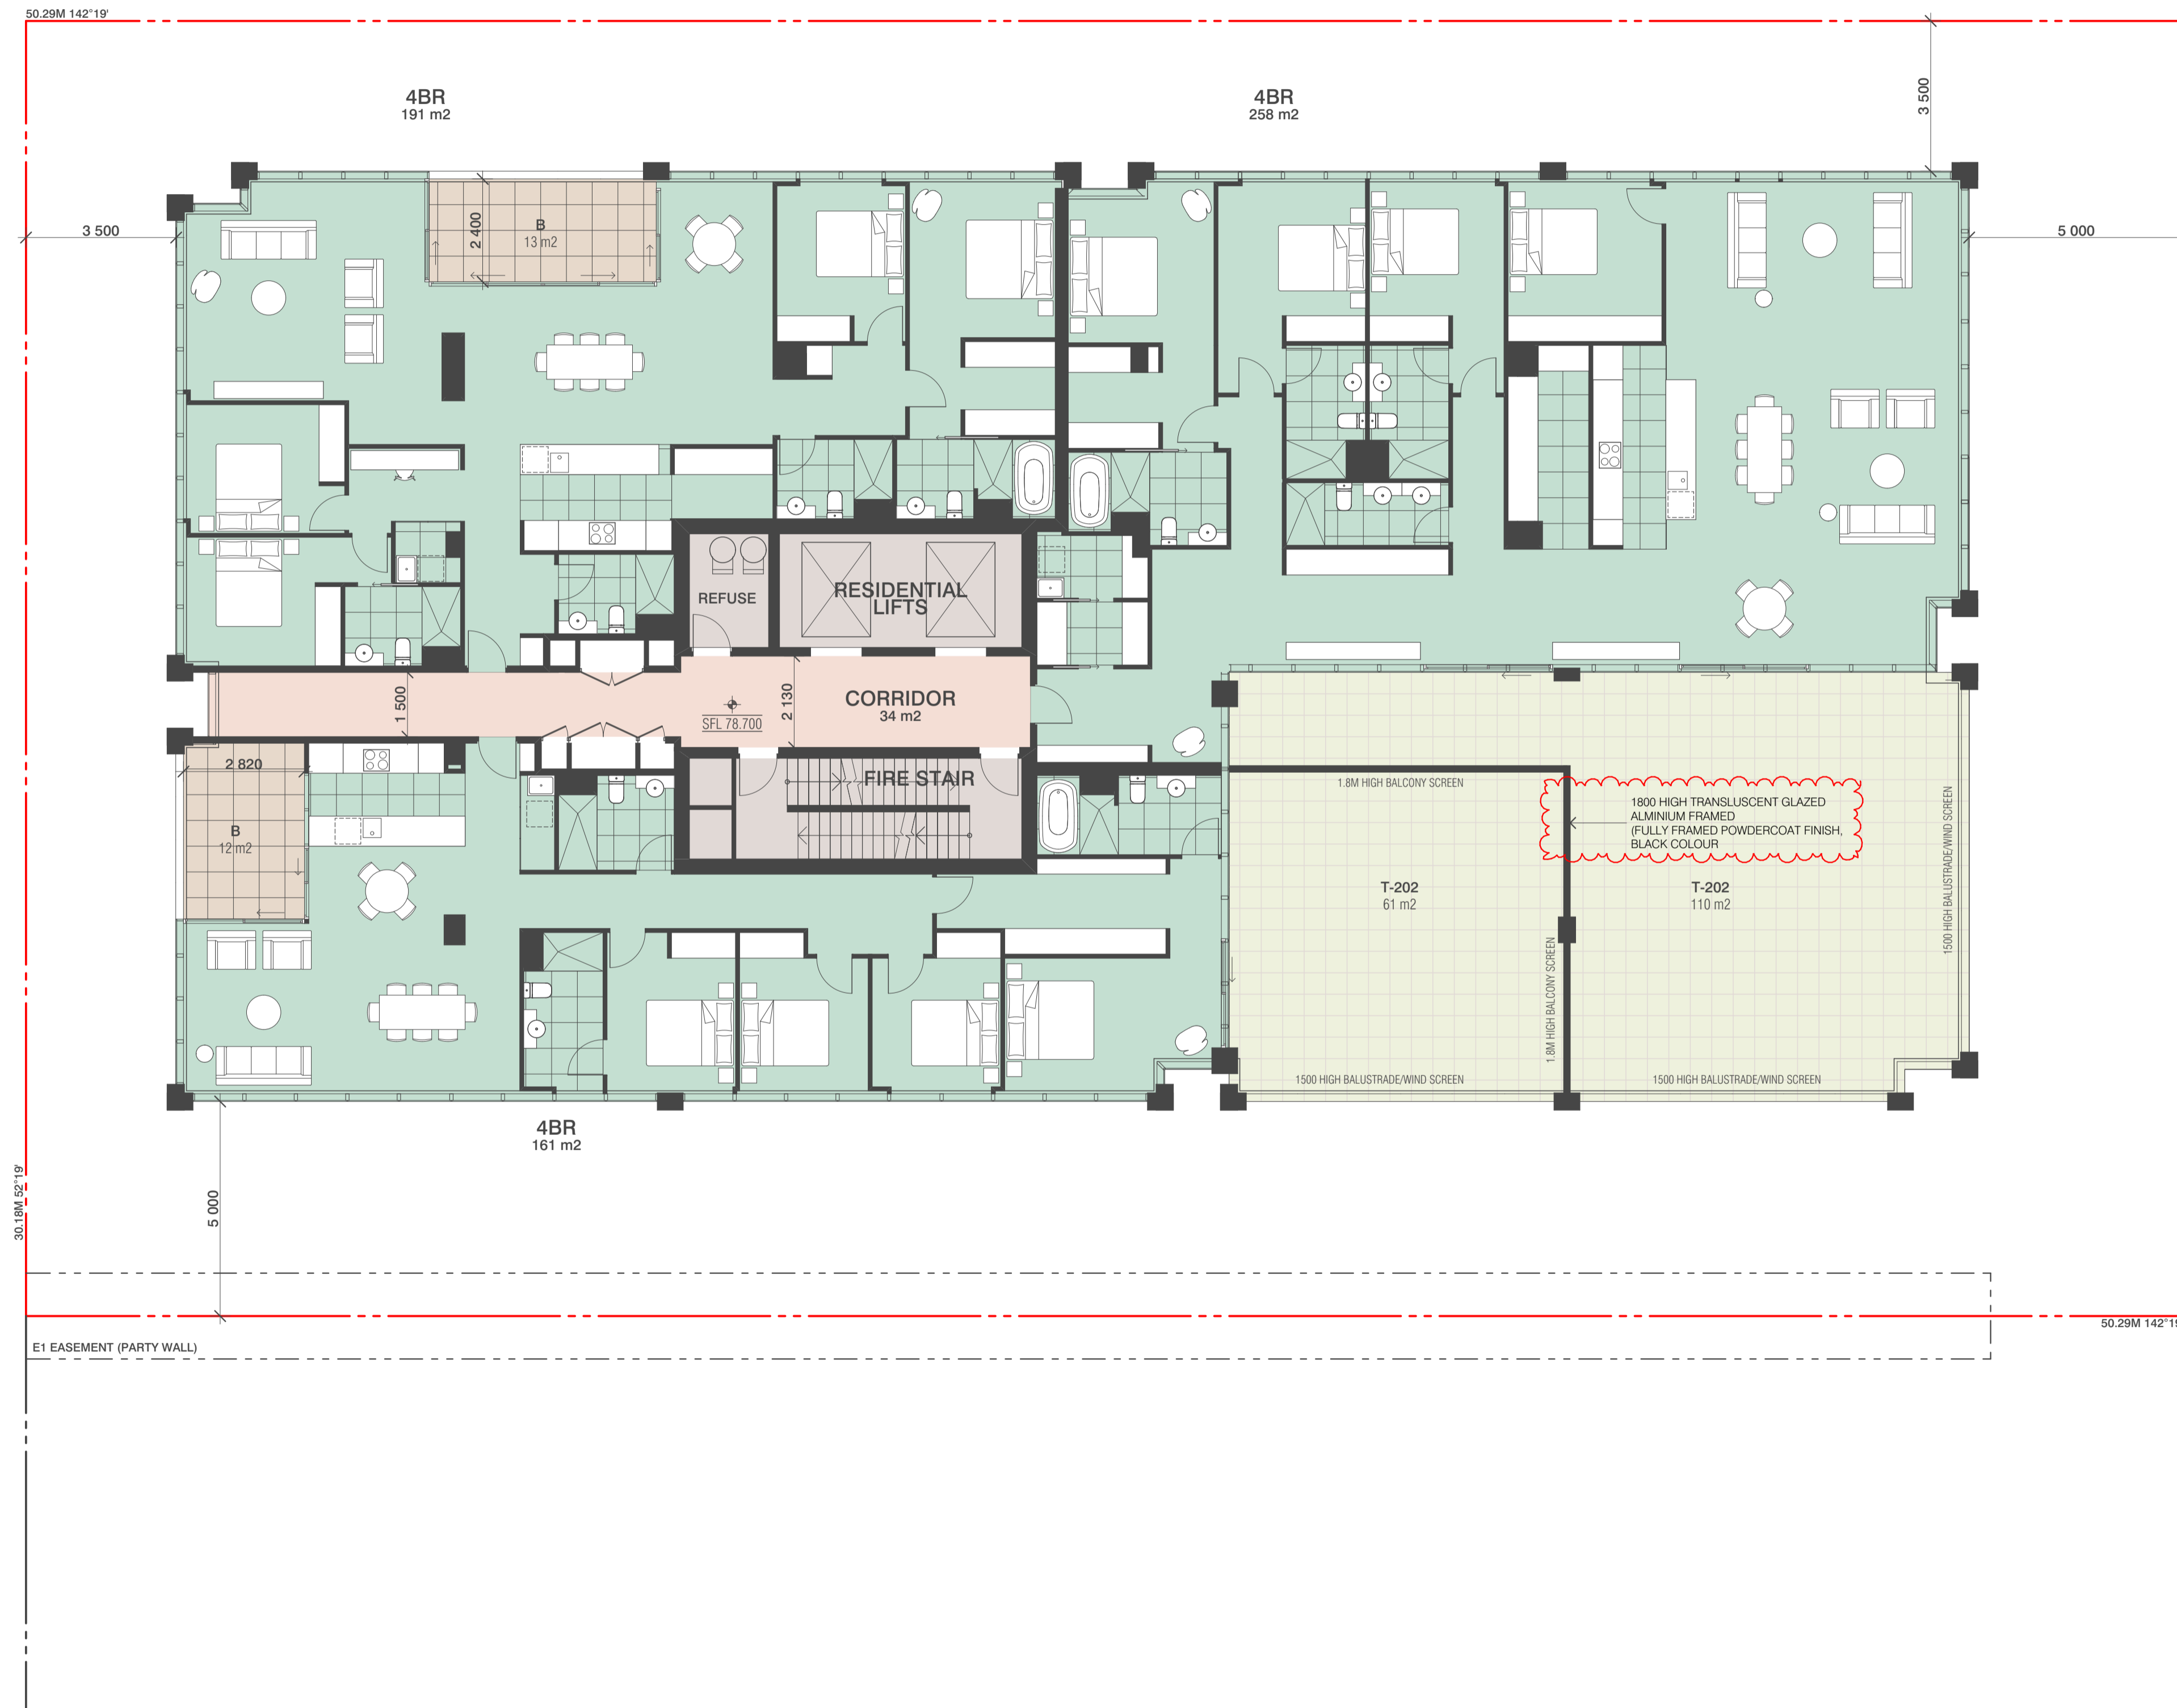 50.29M 142°19'
4BR
191 m2
4BR
258 m2
3 500
3 500
2 400
B
13 m2
5 000
REFUSE
RESIDENTIAL
LIFTS
1 500
SFL 78.700
2 130
CORRIDOR
34 m2
2 820
FIRE STAIR
B
12 m2
1.8M HIGH BALCONY SCREEN
1800 HIGH TRANSLUSCENT GLAZED
ALMINIUM FRAMED
(FULLY FRAMED POWDERCOAT FINISH,
BLACK COLOUR
1500 HIGH BALUSTRADE/WIND SCREEN
T-202
61 m2
T-202
110 m2
1.8M HIGH BALCONY SCREEN
1500 HIGH BALUSTRADE/WIND SCREEN
1500 HIGH BALUSTRADE/WIND SCREEN
4BR
161 m2
30.18M 52°19'
5 000
50.29M 142°19
E1 EASEMENT (PARTY WALL)